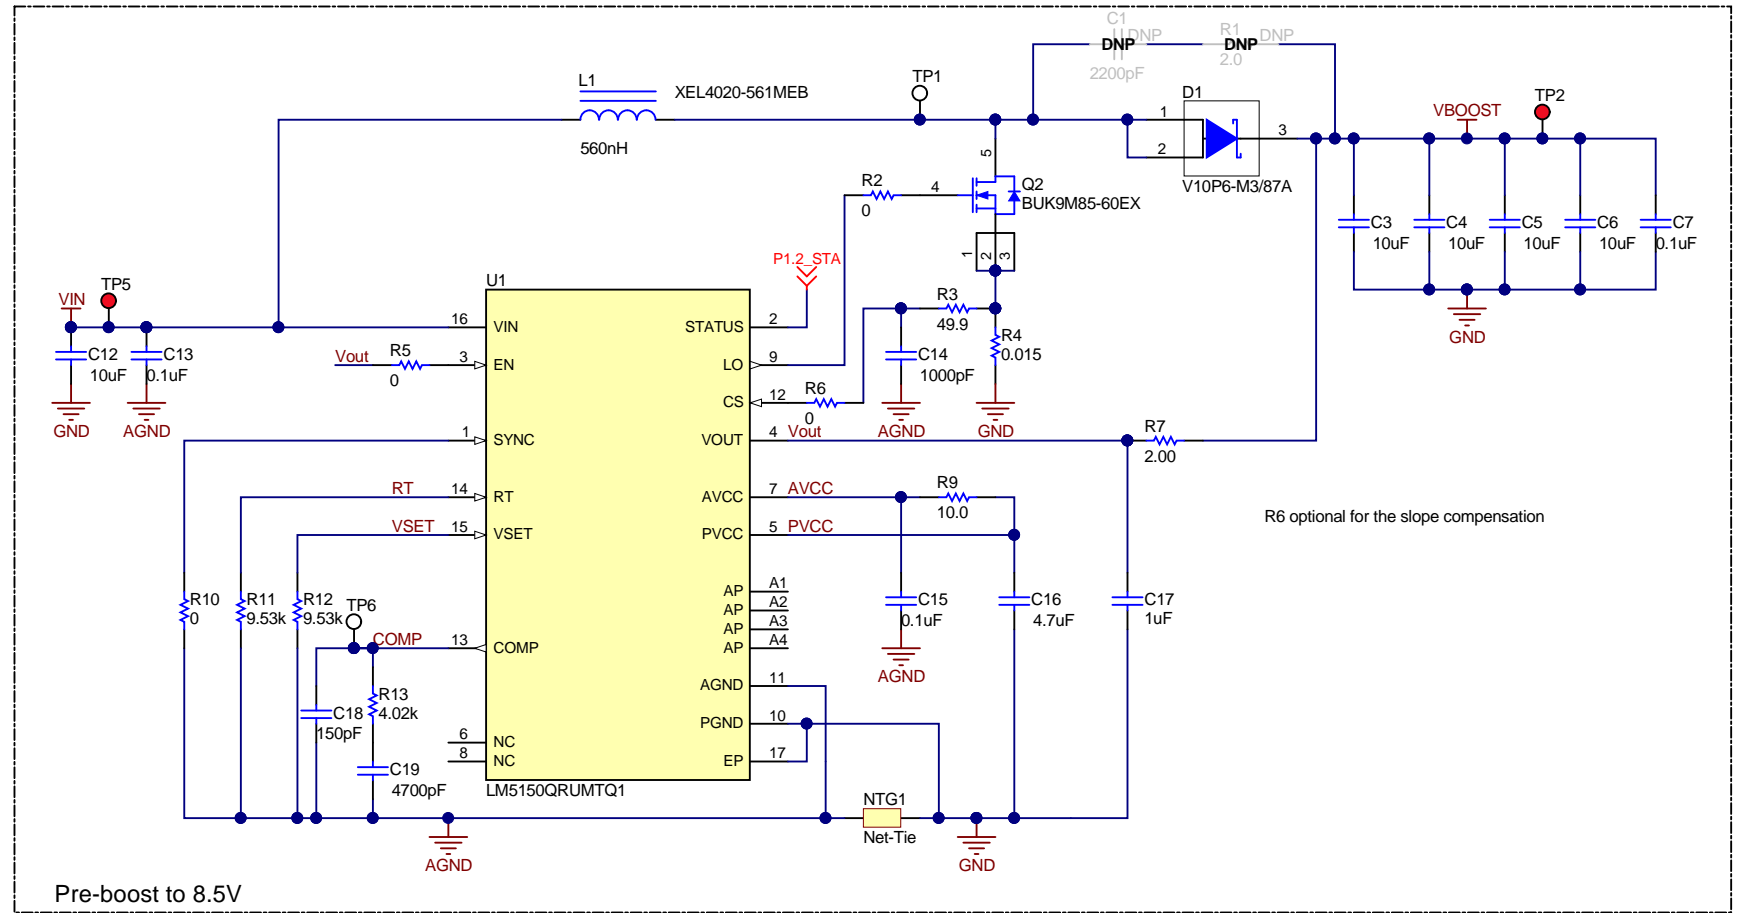 C1
DNP
DNP
2200pF
R1
DNP
DNP
2.0
L1
XEL4020-561MEB
560nH
TP1
D1
1
2
3
V10P6-M3/87A
VBOOST
TP2
5
R2
0
4
Q2
BUK9M85-60EX
1
2
3
C3
10uF
C4
10uF
C5
10uF
C6
10uF
C7
0.1uF
GND
P1.2_STA
U1
VIN
TP5
C12
10uF
GND
C13
0.1uF
AGND
16
VIN
Vout
R5
0
3
EN
1
SYNC
RT
14
RT
VSET
15
VSET
COMP
13
COMP
6
NC
8
NC
STATUS
2
LO
9
CS
12
VOUT
4
Vout
AVCC
7
AVCC
PVCC
5
PVCC
AP
A1
AP
A2
AP
A3
AP
A4
AGND
11
PGND
10
EP
17
LM5150QRUMTQ1
R3
49.9
C14
1000pF
AGND
R4
0.015
GND
R6
0
R7
2.00
R9
10.0
R6 optional for the slope compensation
C15
0.1uF
AGND
C16
4.7uF
C17
1uF
R10
0
R11
9.53k
R12
9.53k
TP6
R13
4.02k
C18
150pF
C19
4700pF
AGND
NTG1
Net-Tie
GND
Pre-boost to 8.5V